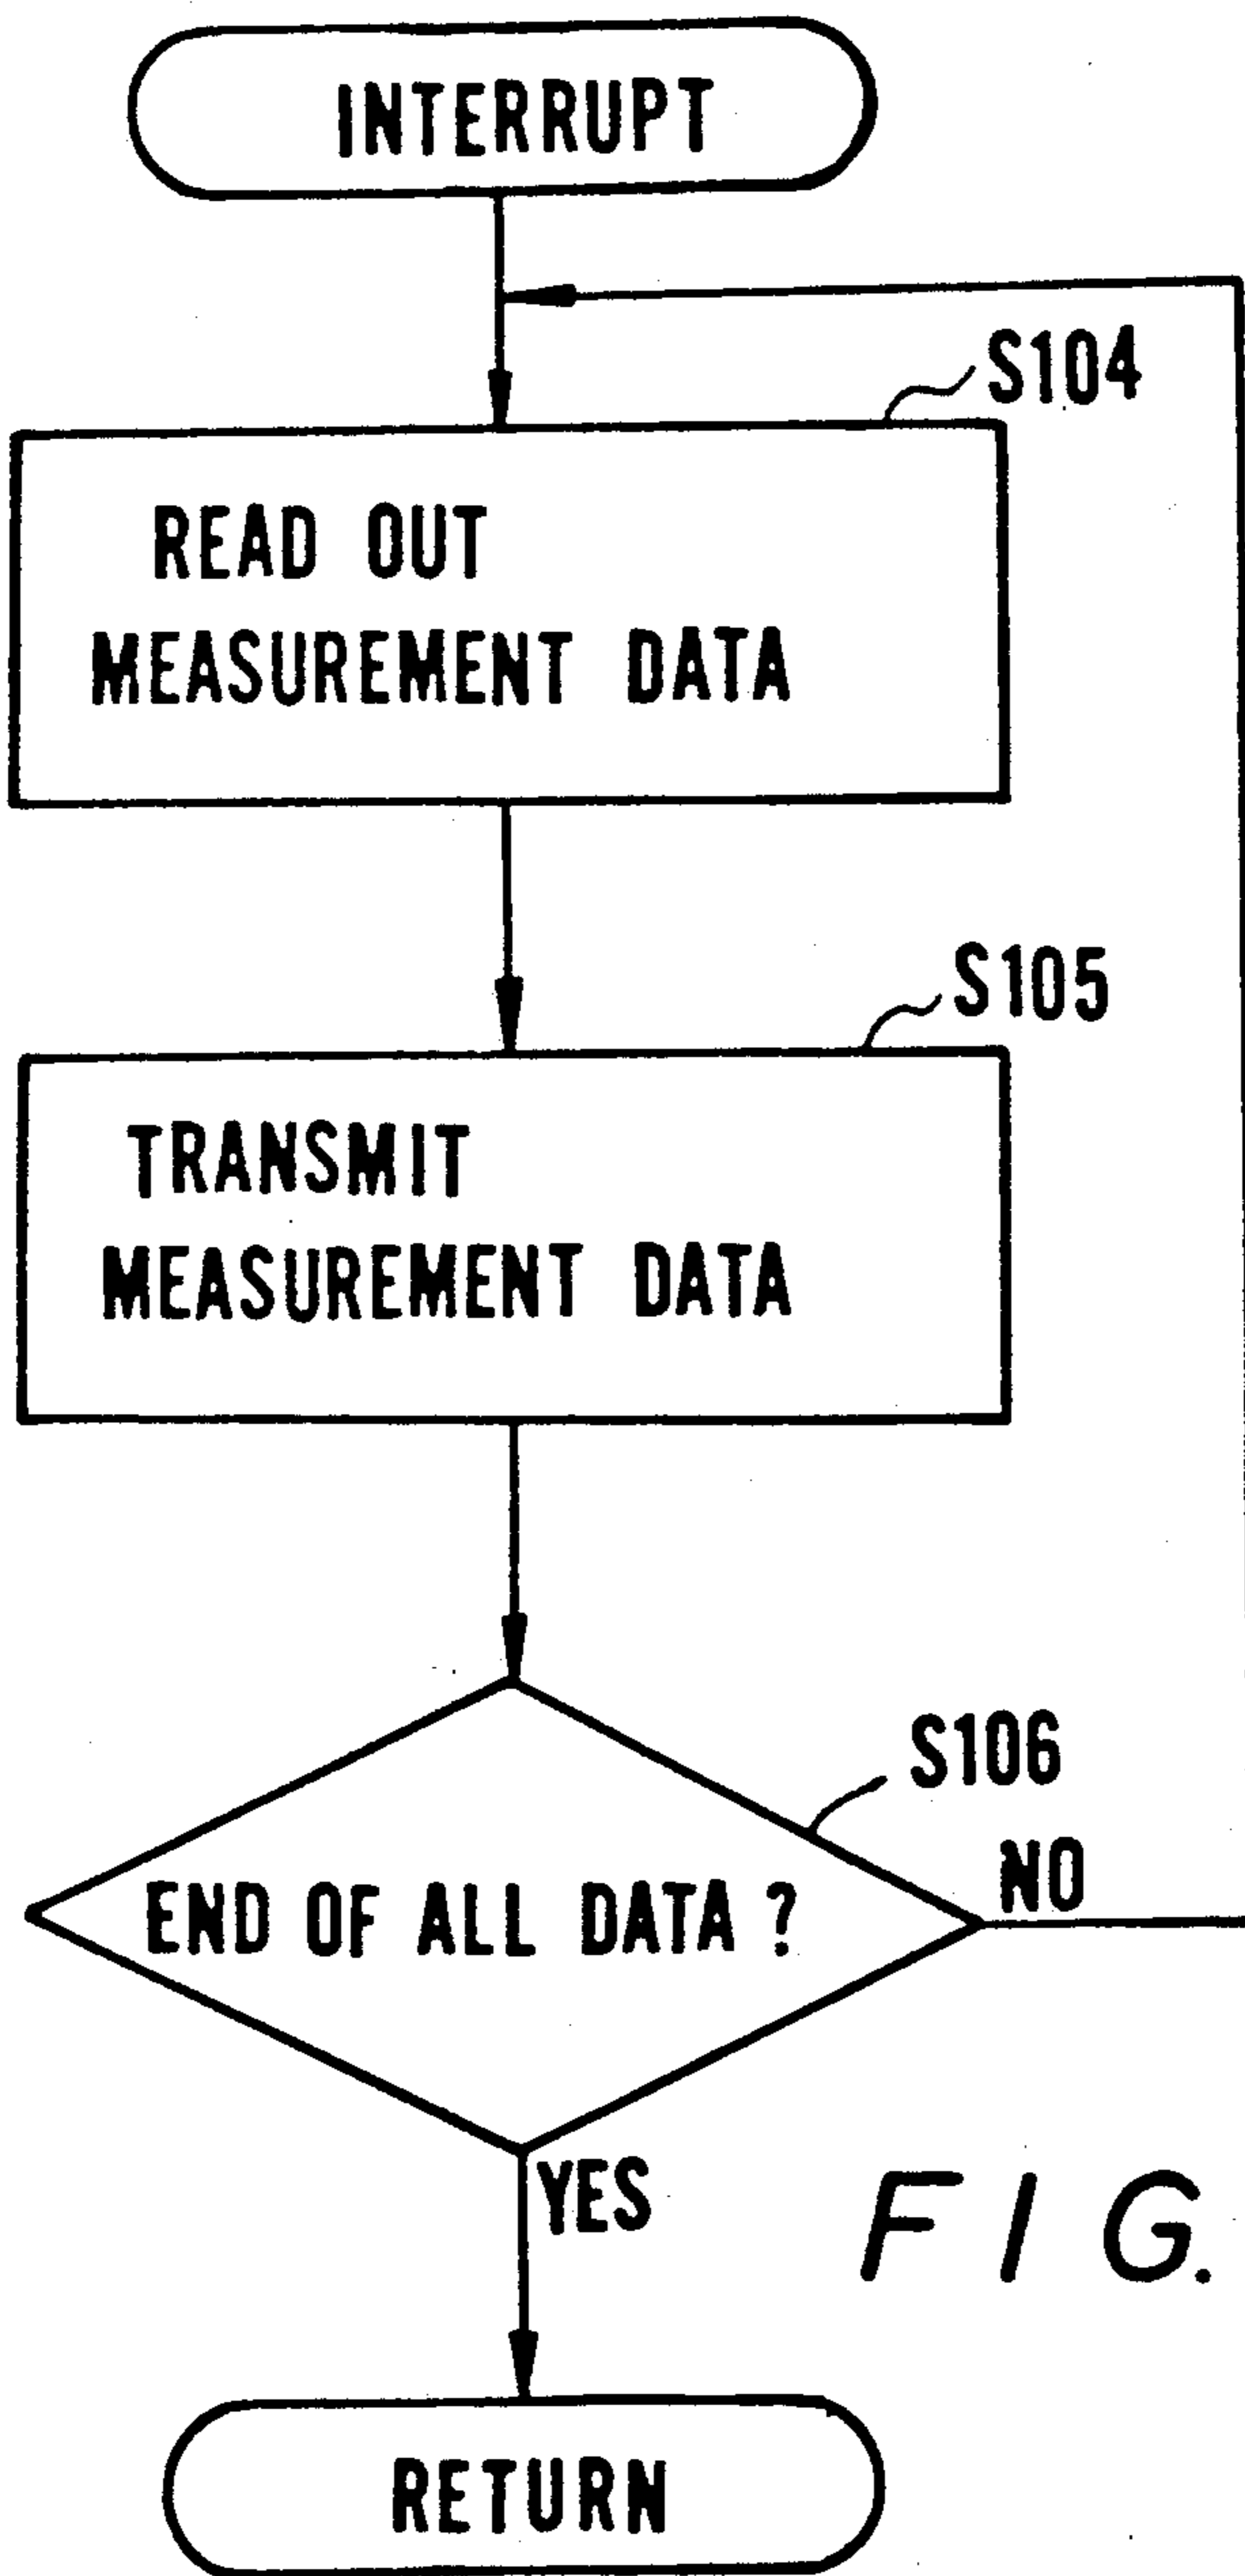 INTERRUPT
S104
READ OUT
MEASUREMENT DATA
S105
TRANSMIT
MEASUREMENT DATA
S106
NO
END OF ALL DATA ?
YES
FIG.
RETURN